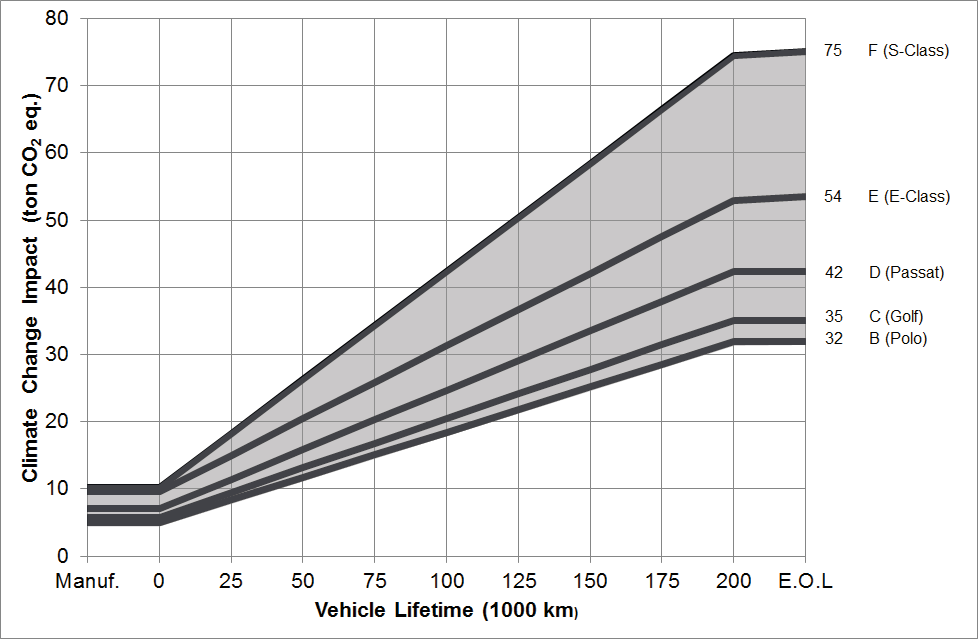 80
75 F (S-Class)
70
60
54 E (E-Class)
50
42 D (Passat)
40
35 C (Golf)
32 B (Polo)
30
20
10
0
Climate Change Impact (ton CO₂ eq.)
Manuf. 0 25 50 75 100 125 150 175 200 E.O.L
Vehicle Lifetime (1000 km)